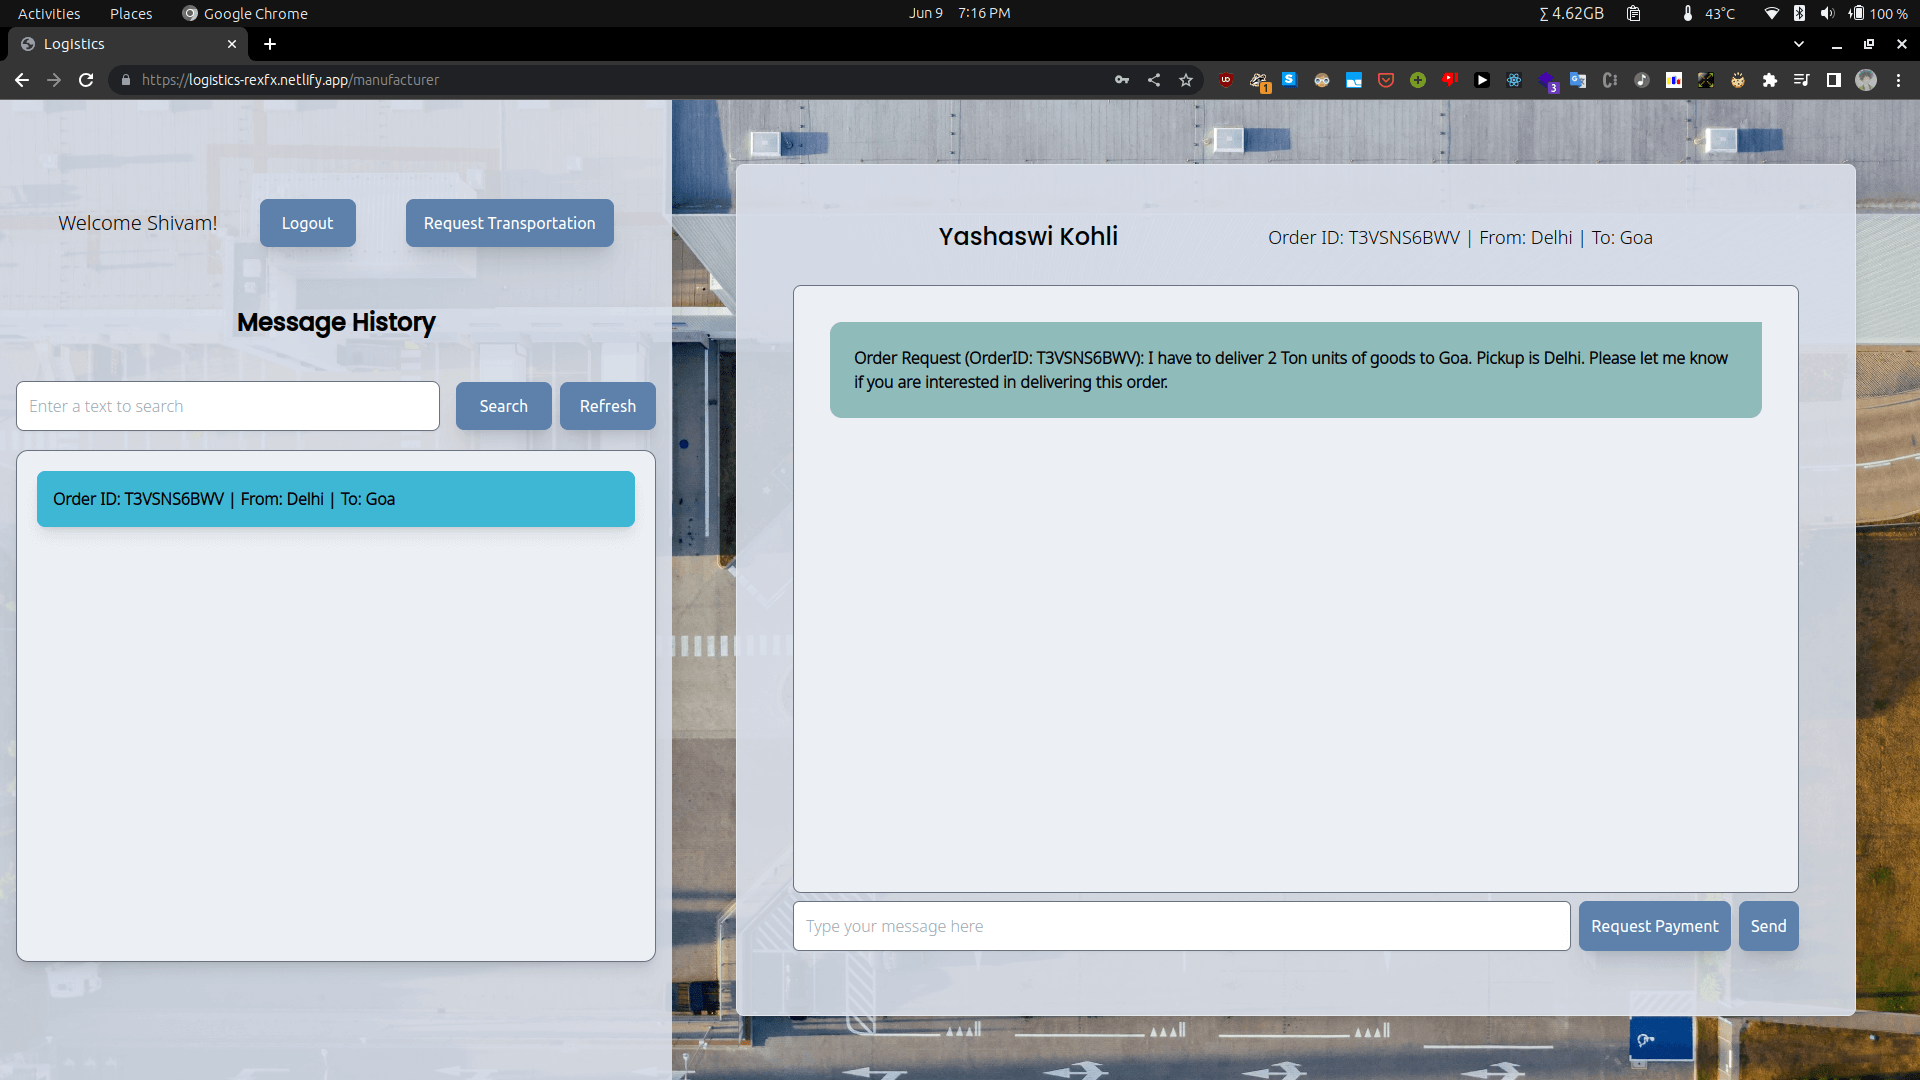 Activities Places Google Chrome Jun 9 7:16 PM ∑ 4.62GB 43°C 100 %
Logistics
https://logistics-rexfx.netlify.app/manufacturer
UD 1 S 3
Welcome Shivam! Logout Request Transportation
Message History
Enter a text to search Search Refresh
Order ID: T3VSNS6BWV | From: Delhi | To: Goa
Yashaswi Kohli Order ID: T3VSNS6BWV | From: Delhi | To: Goa
Order Request (OrderID: T3VSNS6BWV): I have to deliver 2 Ton units of goods to Goa. Pickup is Delhi. Please let me know
if you are interested in delivering this order.
Type your message here Request Payment Send